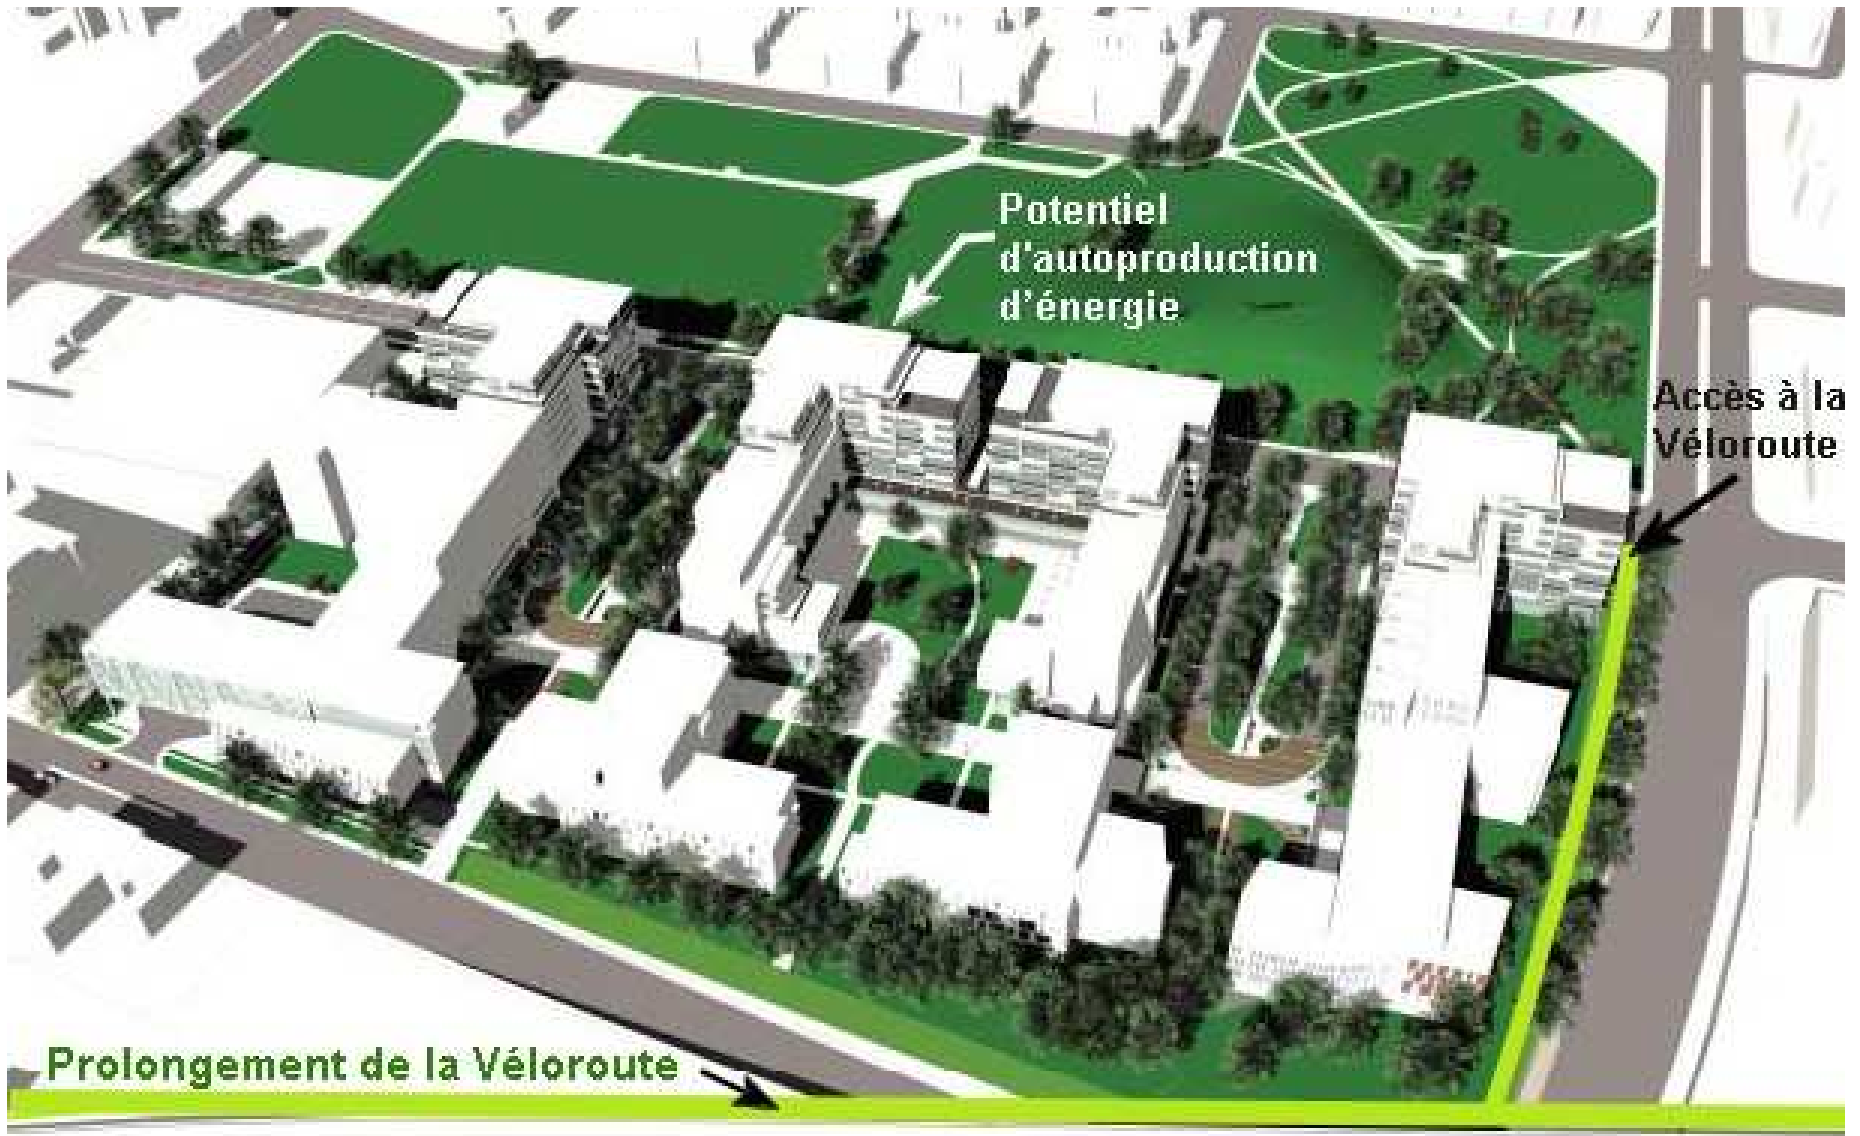 Potentiel
d'autoproduction
d'énergie
Accès à la
Véloroute
Prolongement de la Véloroute